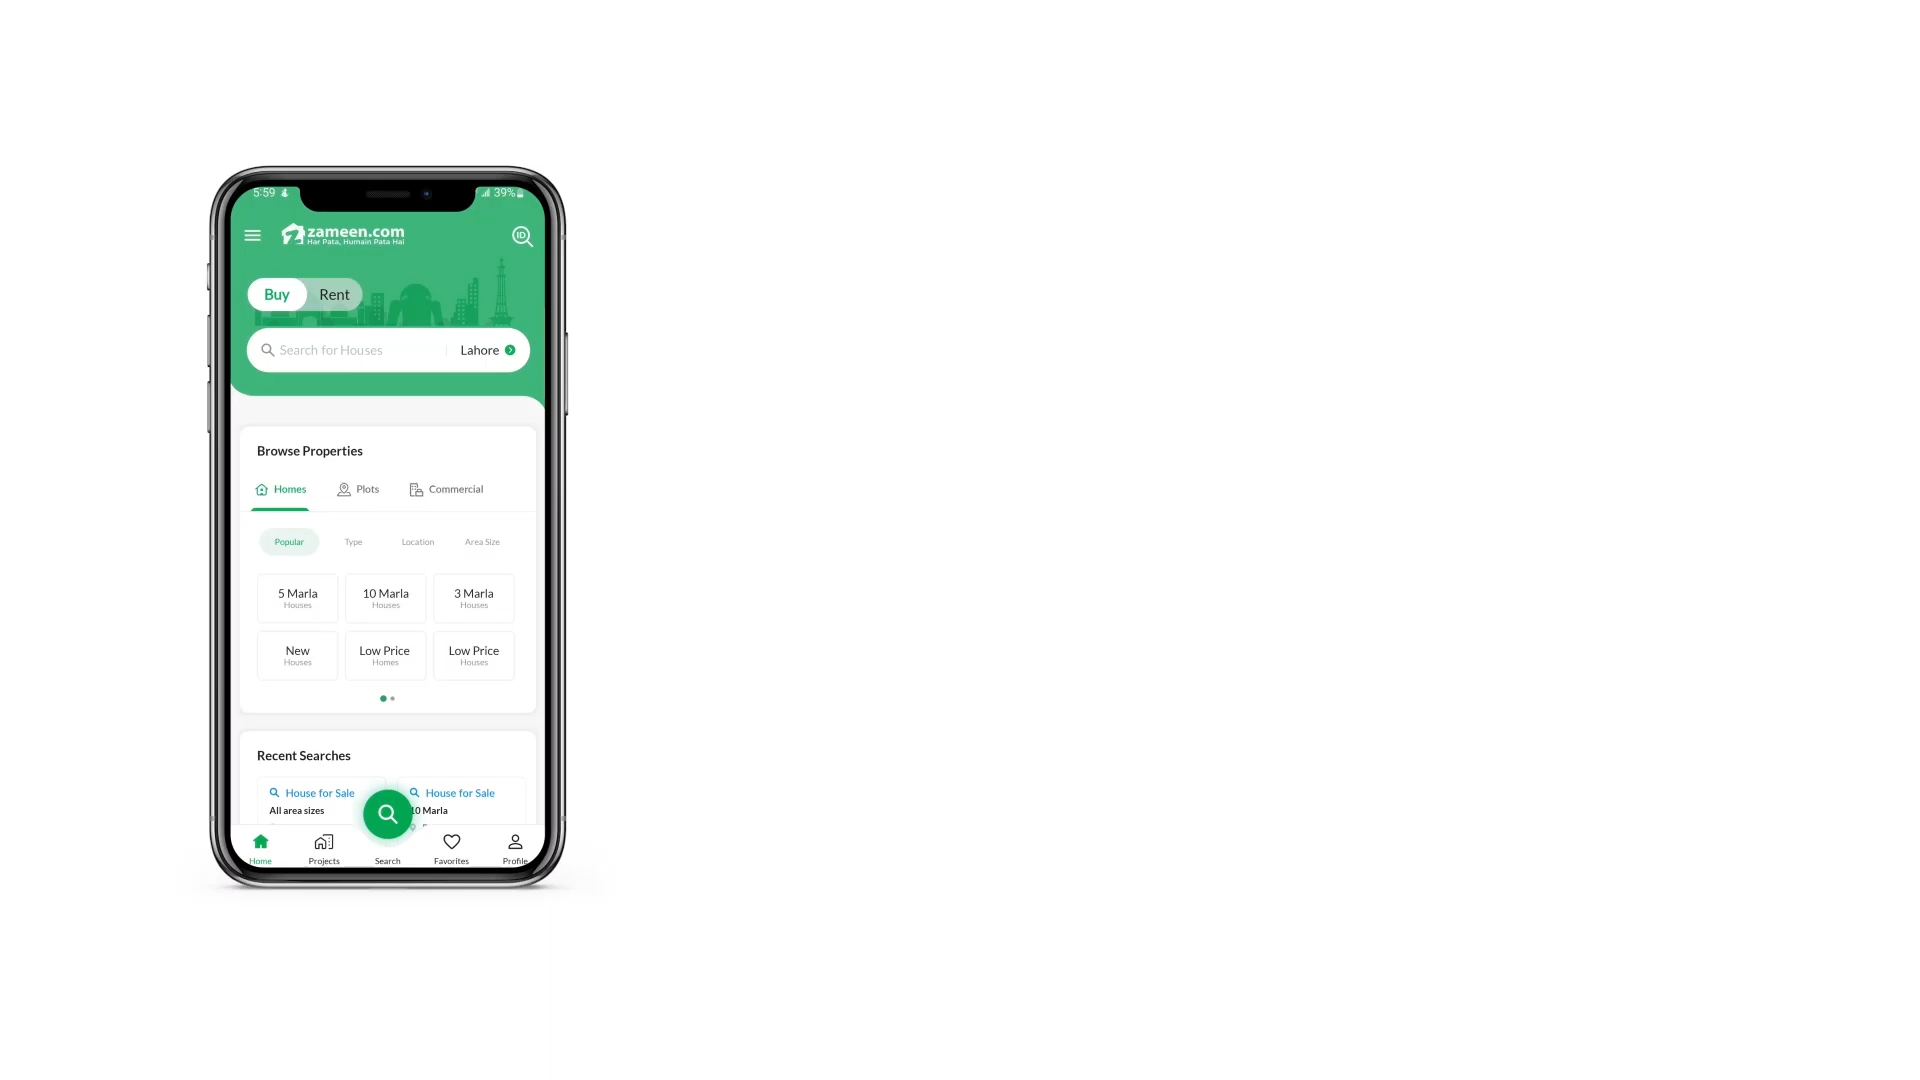 5:59
39%
zameen.com
Har Pata, Humain Pata Hai
ID
Buy Rent
Search for Houses Lahore
Browse Properties
Homes Plots Commercial
Popular Type Location Area Size
5 Marla 10 Marla 3 Marla
Houses Houses Houses
New Low Price Low Price
Houses Homes Houses
Recent Searches
House for Sale House for Sale
All area sizes 10 Marla
Home Projects Search Favorites Profile